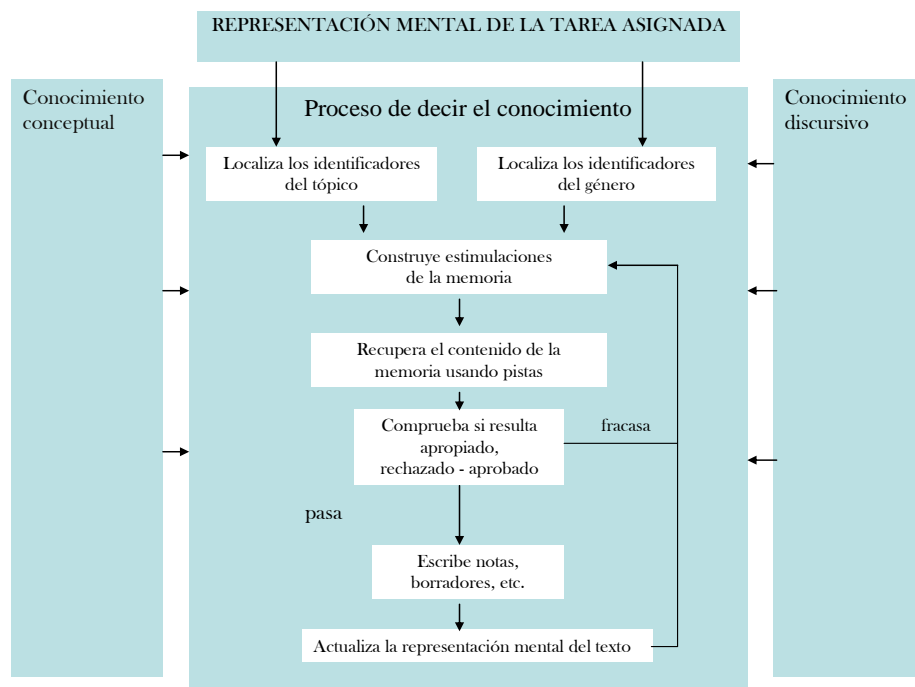 REPRESENTACIÓN MENTAL DE LA TAREA ASIGNADA
Conocimiento
conceptual
Proceso de decir el conocimiento
Conocimiento
discursivo
Localiza los identificadores
del tópico
Localiza los identificadores
del género
Construye estimulaciones
de la memoria
Recupera el contenido de la
memoria usando pistas
Comprueba si resulta
apropiado,
rechazado - aprobado
fracasa
pasa
Escribe notas,
borradores, etc.
Actualiza la representación mental del texto